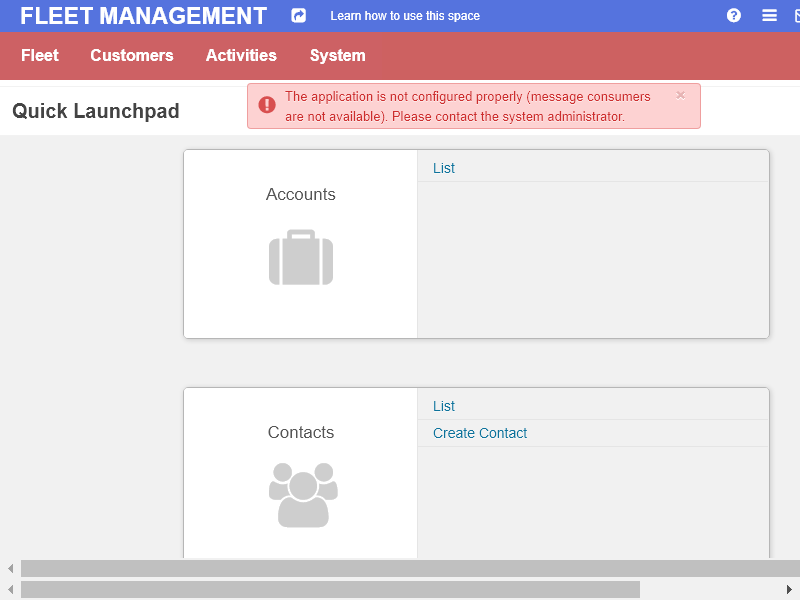 FLEET MANAGEMENT
Learn how to use this space
Fleet
Customers
Activities
System
Quick Launchpad
The application is not configured properly (message consumers
are not available). Please contact the system administrator.
×
Accounts
List
Contacts
List
Create Contact